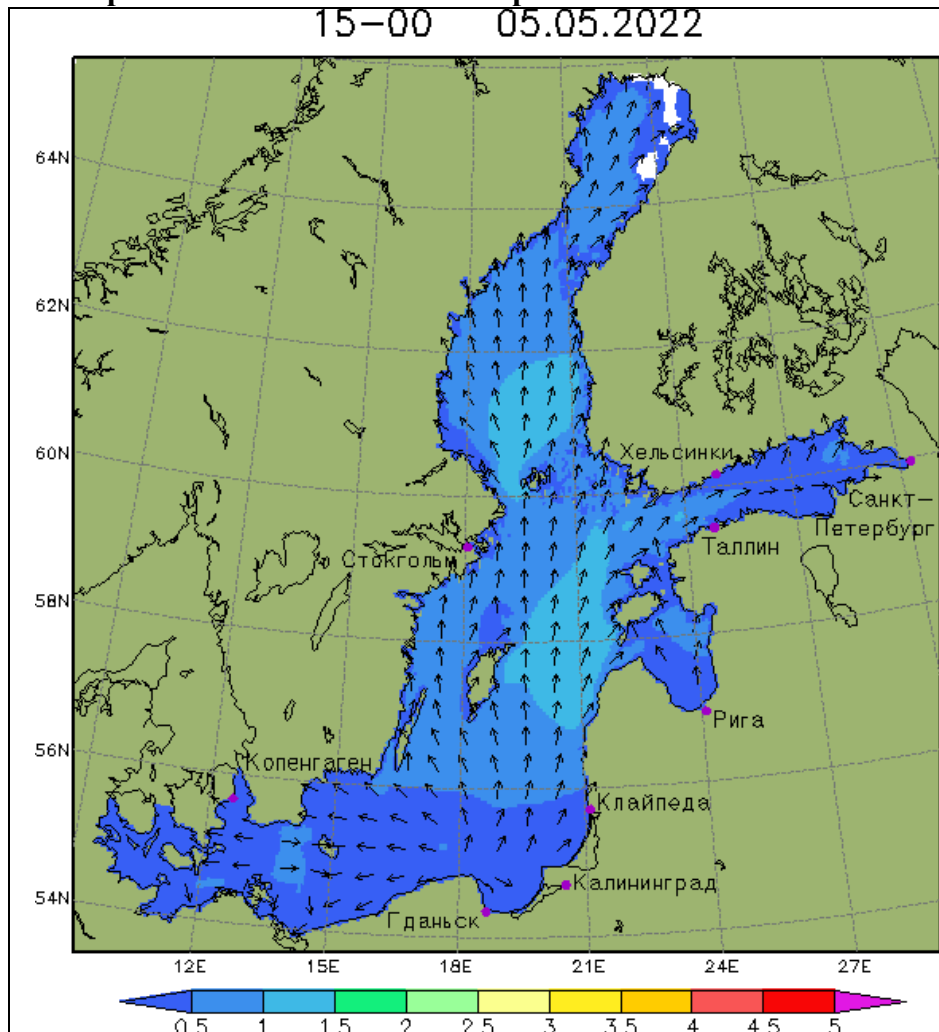 15-00 05.05.2022
64N
62N
60N
58N
56N
54N
Хельсинки
Санкт-
Петербург
Таллин
Стокгольм
Рига
Копенгаген
Клайпеда
Калининград
Гданьск
12E 15E 18E 21E 24E 27E
0.5 1 1.5 2 2.5 3 3.5 4 4.5 5